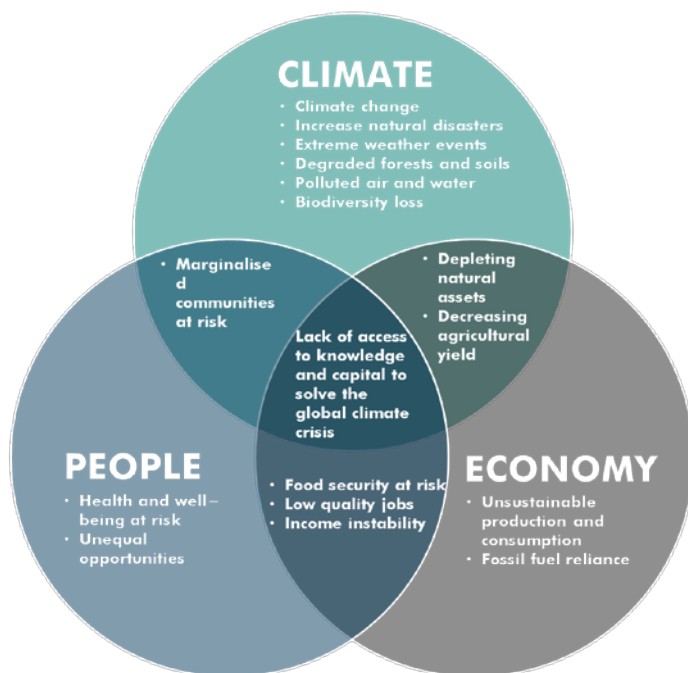 CLIMATE
• Climate change
• Increase natural disasters
• Extreme weather events
• Degraded forests and soils
• Polluted air and water
• Biodiversity loss
• Marginalise
d
communities
at risk
• Depleting
natural
assets
• Decreasing
agricultural
yield
Lack of access
to knowledge
and capital to
solve the
global climate
crisis
PEOPLE
• Health and well–
being at risk
• Unequal
opportunities
• Food security at risk
• Low quality jobs
• Income instability
ECONOMY
• Unsustainable
production and
consumption
• Fossil fuel reliance